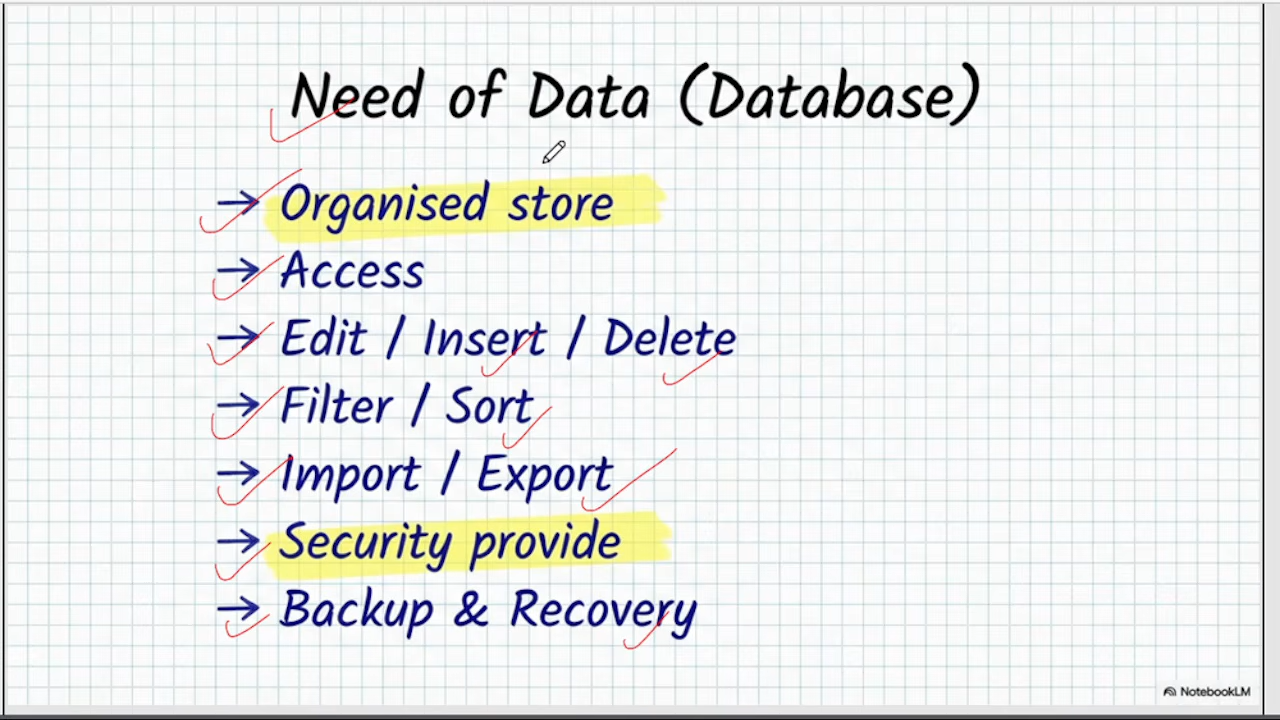 Need of Data (Database)
→ Organised store
→ Access
→ Edit / Insert / Delete
→ Filter / Sort
→ Import / Export
→ Security provide
→ Backup & Recovery
NotebookLM